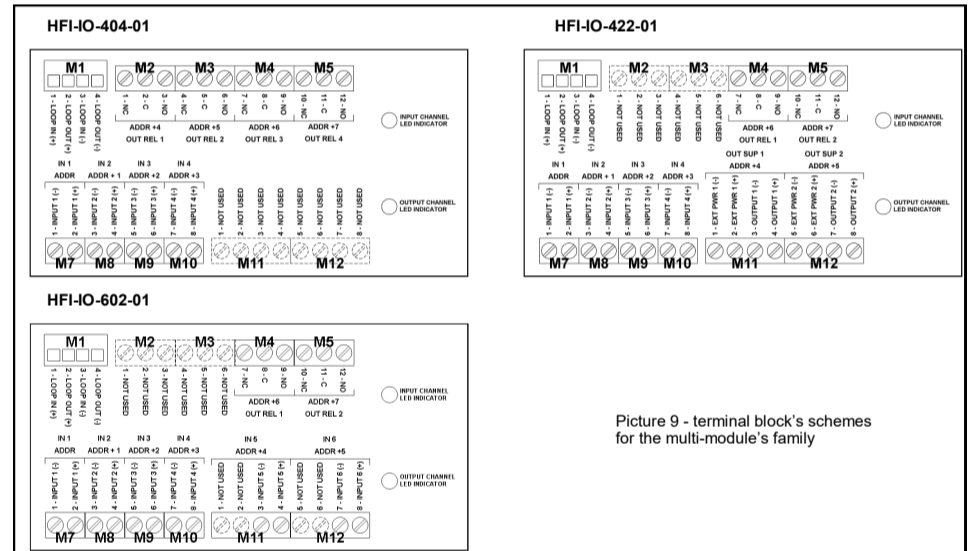 HFI-IO-404-01
M1 M2 M3 M4 M5
1 - LOOP IN (+)
2 - LOOP OUT (+)
3 - LOOP IN (-)
4 - LOOP OUT (-)
1 - NC
2 - C
3 - NO
4 - NC
5 - C
6 - NO
7 - NC
8 - C
9 - NO
10 - NC
11 - C
12 - NO
ADDR +4 ADDR +5 ADDR +6 ADDR +7
OUT REL 1 OUT REL 2 OUT REL 3 OUT REL 4
INPUT CHANNEL
LED INDICATOR
IN 1 IN 2 IN 3 IN 4
ADDR ADDR + 1 ADDR +2 ADDR +3
1 - INPUT 1 (-)
2 - INPUT 1 (+)
3 - INPUT 2 (-)
4 - INPUT 2 (+)
5 - INPUT 3 (-)
6 - INPUT 3 (+)
7 - INPUT 4 (-)
8 - INPUT 4 (+)
1 - NOT USED
2 - NOT USED
3 - NOT USED
4 - NOT USED
5 - NOT USED
6 - NOT USED
7 - NOT USED
8 - NOT USED
OUTPUT CHANNEL
LED INDICATOR
M7 M8 M9 M10 M11 M12
HFI-IO-422-01
M1 M2 M3 M4 M5
1 - LOOP IN (+)
2 - LOOP OUT (+)
3 - LOOP IN (-)
4 - LOOP OUT (-)
1 - NOT USED
2 - NOT USED
3 - NOT USED
4 - NOT USED
5 - NOT USED
6 - NOT USED
7 - NC
8 - C
9 - NO
10 - NC
11 - C
12 - NO
ADDR +6 ADDR +7
OUT REL 1 OUT REL 2
INPUT CHANNEL
LED INDICATOR
OUT SUP 1 OUT SUP 2
IN 1 IN 2 IN 3 IN 4 ADDR +4 ADDR +5
ADDR ADDR + 1 ADDR +2 ADDR +3
1 - INPUT 1 (-)
2 - INPUT 1 (+)
3 - INPUT 2 (-)
4 - INPUT 2 (+)
5 - INPUT 3 (-)
6 - INPUT 3 (+)
7 - INPUT 4 (-)
8 - INPUT 4 (+)
1 - EXT PWR 1 (-)
2 - EXT PWR 1 (+)
3 - OUTPUT 1 (-)
4 - OUTPUT 1 (+)
5 - EXT PWR 2 (-)
6 - EXT PWR 2 (+)
7 - OUTPUT 2 (-)
8 - OUTPUT 2 (+)
OUTPUT CHANNEL
LED INDICATOR
M7 M8 M9 M10 M11 M12
HFI-IO-602-01
M1 M2 M3 M4 M5
1 - LOOP IN (+)
2 - LOOP OUT (+)
3 - LOOP IN (-)
4 - LOOP OUT (-)
1 - NOT USED
2 - NOT USED
3 - NOT USED
4 - NOT USED
5 - NOT USED
6 - NOT USED
7 - NC
8 - C
9 - NO
10 - NC
11 - C
12 - NO
ADDR +6 ADDR +7
OUT REL 1 OUT REL 2
INPUT CHANNEL
LED INDICATOR
IN 1 IN 2 IN 3 IN 4 IN 5 IN 6
ADDR ADDR + 1 ADDR +2 ADDR +3 ADDR +4 ADDR +5
1 - INPUT 1 (-)
2 - INPUT 1 (+)
3 - INPUT 2 (-)
4 - INPUT 2 (+)
5 - INPUT 3 (-)
6 - INPUT 3 (+)
7 - INPUT 4 (-)
8 - INPUT 4 (+)
1 - NOT USED
2 - NOT USED
3 - INPUT 5 (-)
4 - INPUT 5 (+)
5 - NOT USED
6 - NOT USED
7 - INPUT 6 (-)
8 - INPUT 6 (+)
OUTPUT CHANNEL
LED INDICATOR
M7 M8 M9 M10 M11 M12
Picture 9 - terminal block's schemes
for the multi-module's family